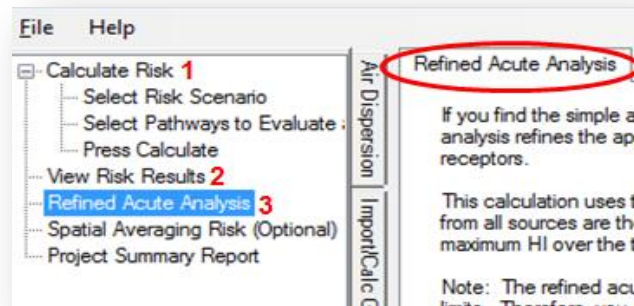 File Help
Calculate Risk 1
Select Risk Scenario
Select Pathways to Evaluate
Press Calculate
View Risk Results 2
Refined Acute Analysis 3
Spatial Averaging Risk (Optional)
Project Summary Report
Air Dispersion
Import/Calc
Refined Acute Analysis
If you find the simple
analysis refines the
receptors.
This calculation uses
from all sources are
maximum HI over the
Note: The refined